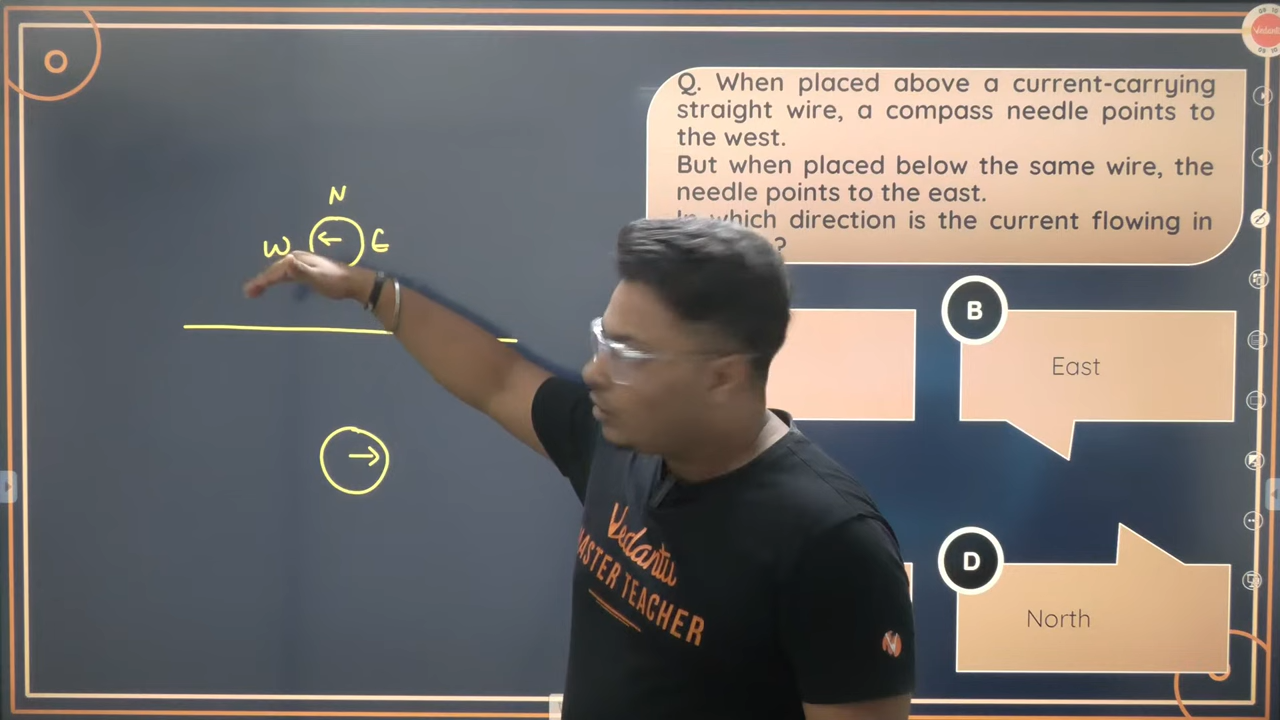 Q. When placed above a current-carrying
straight wire, a compass needle points to
the west.
But when placed below the same wire, the
needle points to the east.
In which direction is the current flowing in
?
N
W E
B
East
D
North
Vedantu
MASTER TEACHER
Vedantu